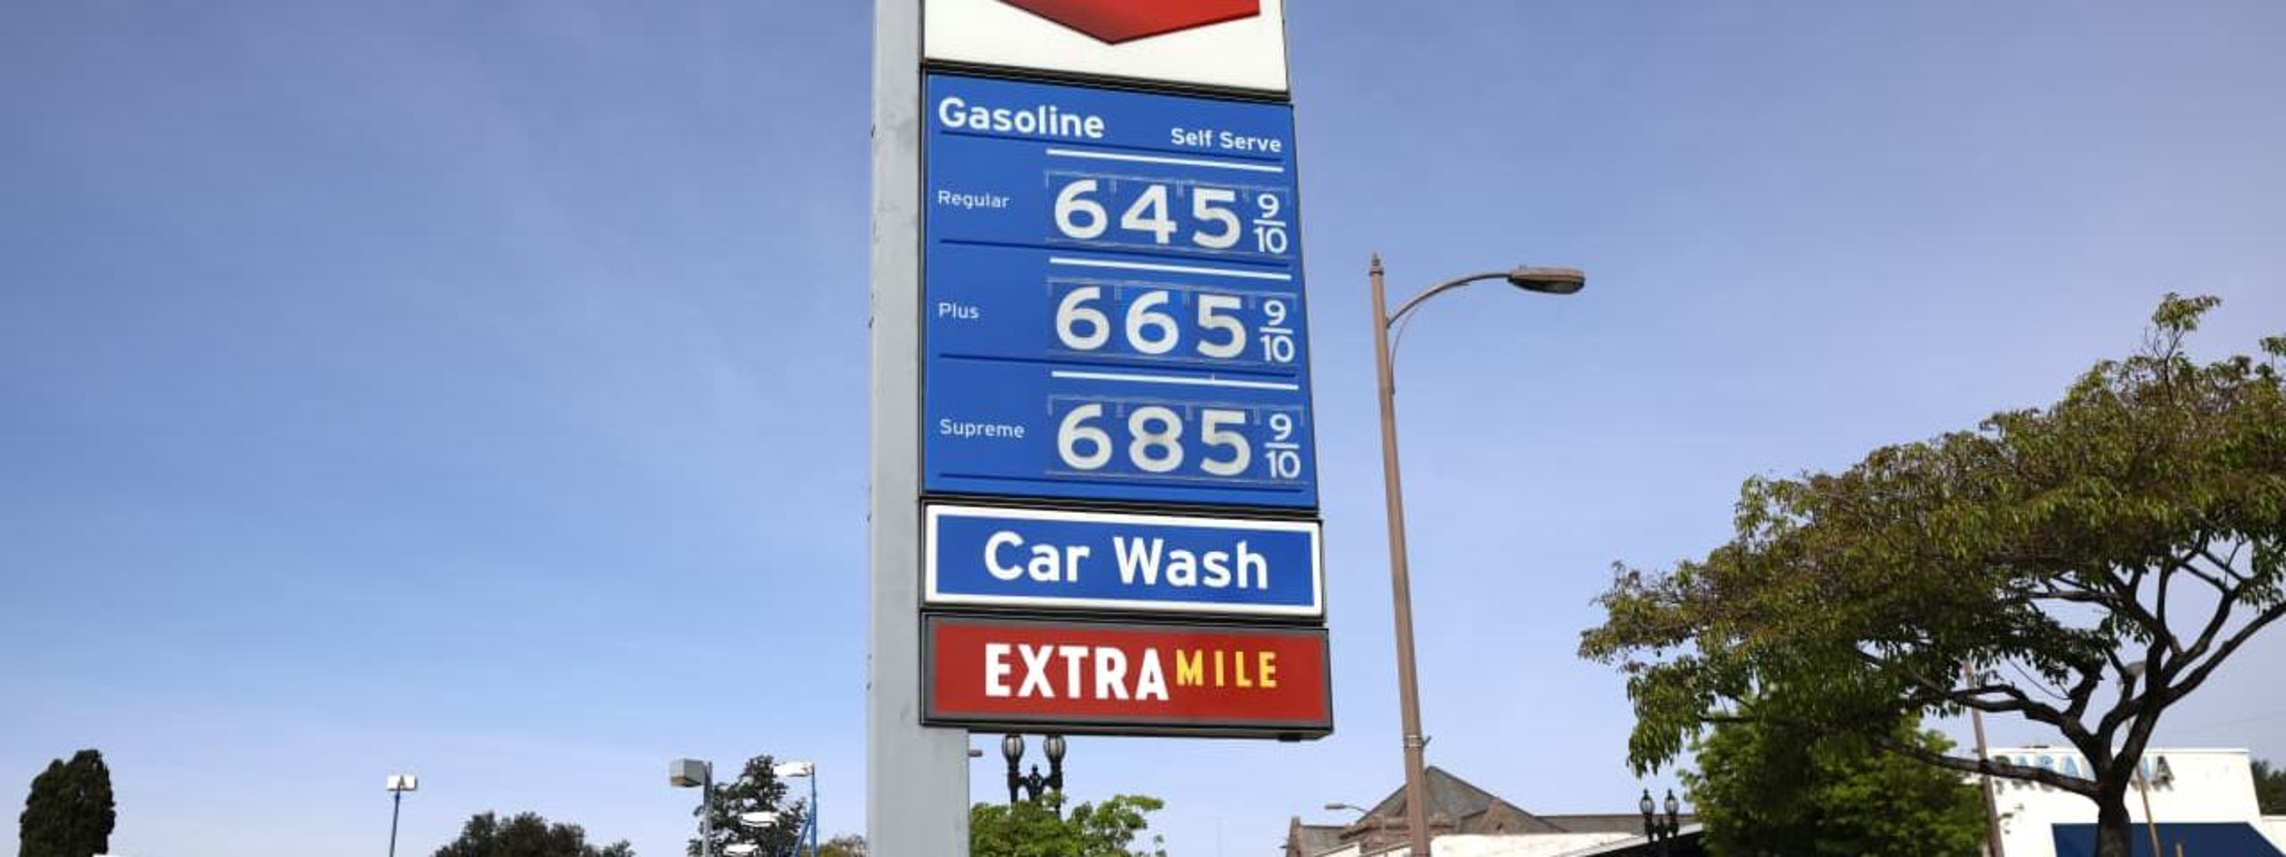 Gasoline Self Serve
Regular 645 9/10
Plus 665 9/10
Supreme 685 9/10
Car Wash
EXTRAMILE